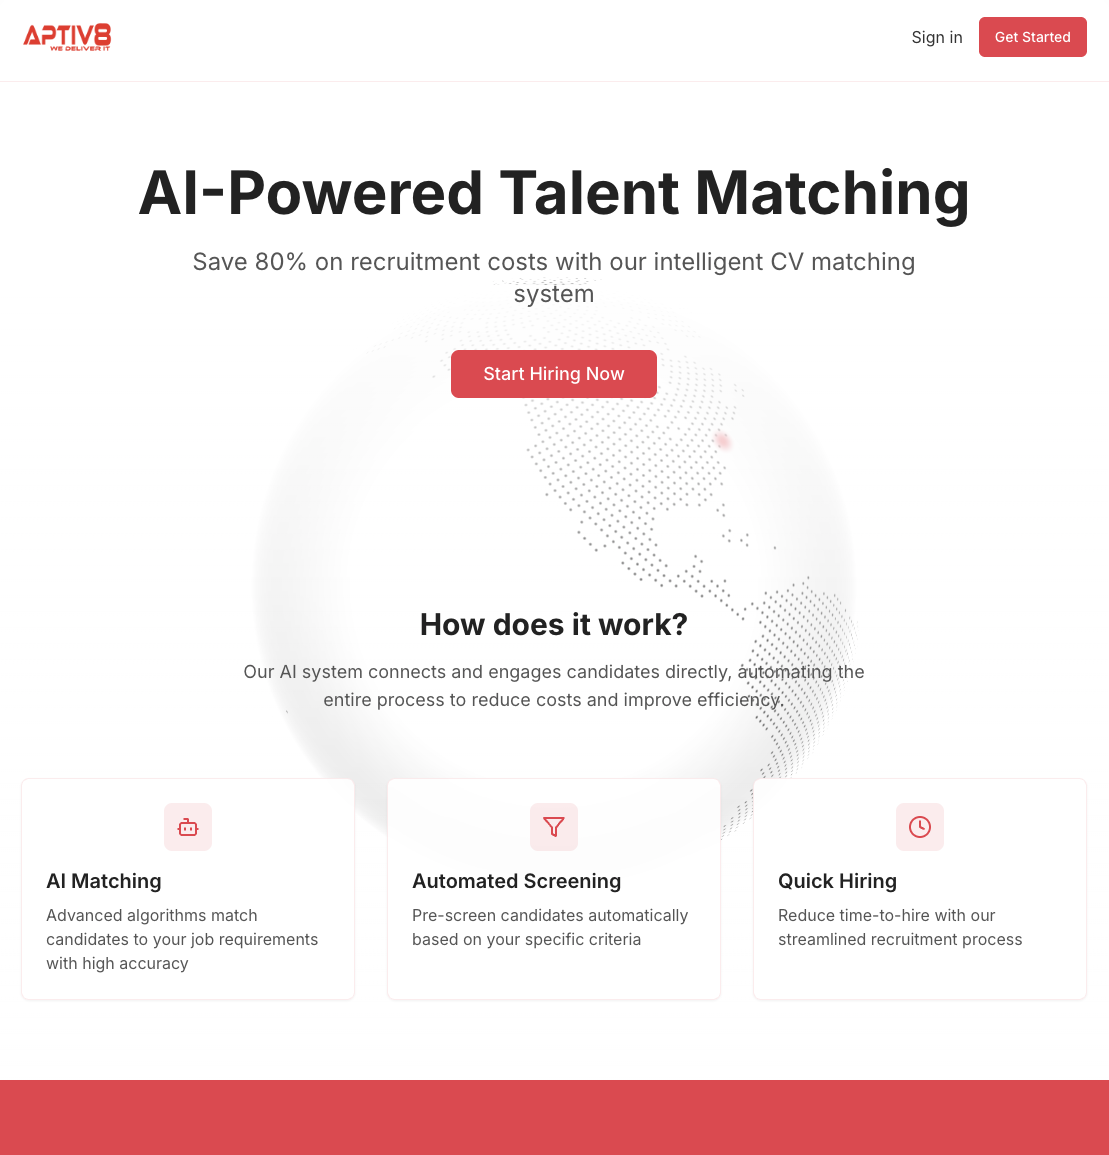 APTIV8
WE DELIVER IT
Sign in
Get Started
AI-Powered Talent Matching
Save 80% on recruitment costs with our intelligent CV matching
system
Start Hiring Now
How does it work?
Our AI system connects and engages candidates directly, automating the
entire process to reduce costs and improve efficiency.
AI Matching
Advanced algorithms match
candidates to your job requirements
with high accuracy
Automated Screening
Pre-screen candidates automatically
based on your specific criteria
Quick Hiring
Reduce time-to-hire with our
streamlined recruitment process